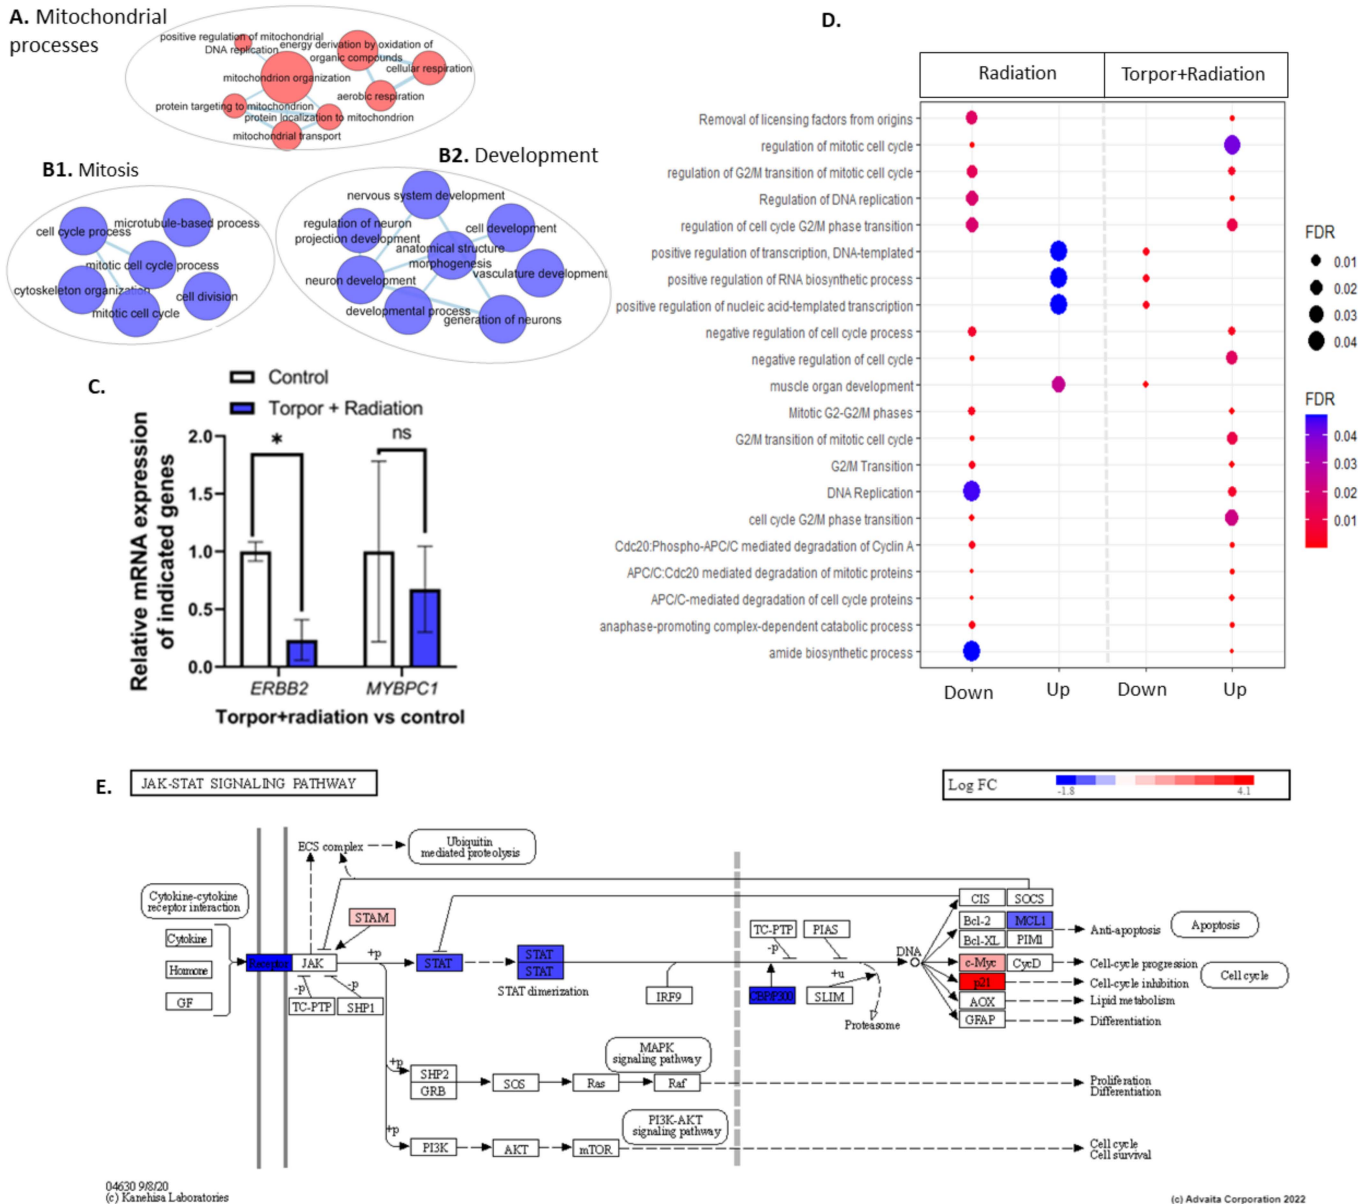 A. Mitochondrial
processes
positive regulation of mitochondrial
DNA replication
energy derivation by oxidation of
organic compounds
cellular respiration
mitochondrion organization
aerobic respiration
protein targeting to mitochondrion
protein localization to mitochondrion
mitochondrial transport
B1. Mitosis
microtubule-based process
cell cycle process
mitotic cell cycle process
cytoskeleton organization
cell division
mitotic cell cycle
B2. Development
nervous system development
regulation of neuron
projection development
cell development
anatomical structure
morphogenesis
vasculature development
neuron development
developmental process
generation of neurons
C.
Control
Torpor + Radiation
Relative mRNA expression
of indicated genes
2.0
1.5
1.0
0.5
0.0
*
ns
ERBB2
MYBPC1
Torpor+radiation vs control
D.
Radiation
Torpor+Radiation
Removal of licensing factors from origins
regulation of mitotic cell cycle
regulation of G2/M transition of mitotic cell cycle
Regulation of DNA replication
regulation of cell cycle G2/M phase transition
positive regulation of transcription, DNA-templated
positive regulation of RNA biosynthetic process
positive regulation of nucleic acid-templated transcription
negative regulation of cell cycle process
negative regulation of cell cycle
muscle organ development
Mitotic G2-G2/M phases
G2/M transition of mitotic cell cycle
G2/M Transition
DNA Replication
cell cycle G2/M phase transition
Cdc20:Phospho-APC/C mediated degradation of Cyclin A
APC/C:Cdc20 mediated degradation of mitotic proteins
APC/C-mediated degradation of cell cycle proteins
anaphase-promoting complex-dependent catabolic process
amide biosynthetic process
Down
Up
Down
Up
FDR
0.01
0.02
0.03
0.04
FDR
0.04
0.03
0.02
0.01
E.
JAK-STAT SIGNALING PATHWAY
Log FC
-1.8
4.1
ECS complex
Ubiquitin
mediated proteolysis
Cytokine-cytokine
receptor interaction
Cytokine
Hormone
GF
Receptor
JAK
STAM
+p
-p
-p
TC-PTP
SHP1
STAT
STAT
STAT
STAT dimerization
IRF9
TC-PTP
PIAS
-p
CBP/P300
+u
SLIM
Proteasome
DNA
CIS
SOCS
Bcl-2
MCL1
Bcl-XL
PIM1
c-Myc
CycD
p21
AOX
GFAP
Anti-apoptosis
Apoptosis
Cell-cycle progression
Cell-cycle inhibition
Cell cycle
Lipid metabolism
Differentiation
+p
SHP2
GRB
SOS
Ras
Raf
MAPK
signaling pathway
Proliferation
Differentiation
+p
PI3K
AKT
mTOR
PI3K-AKT
signaling pathway
Cell cycle
Cell survival
04630 9/8/20
(c) Kanehisa Laboratories
(c) Advaita Corporation 2022